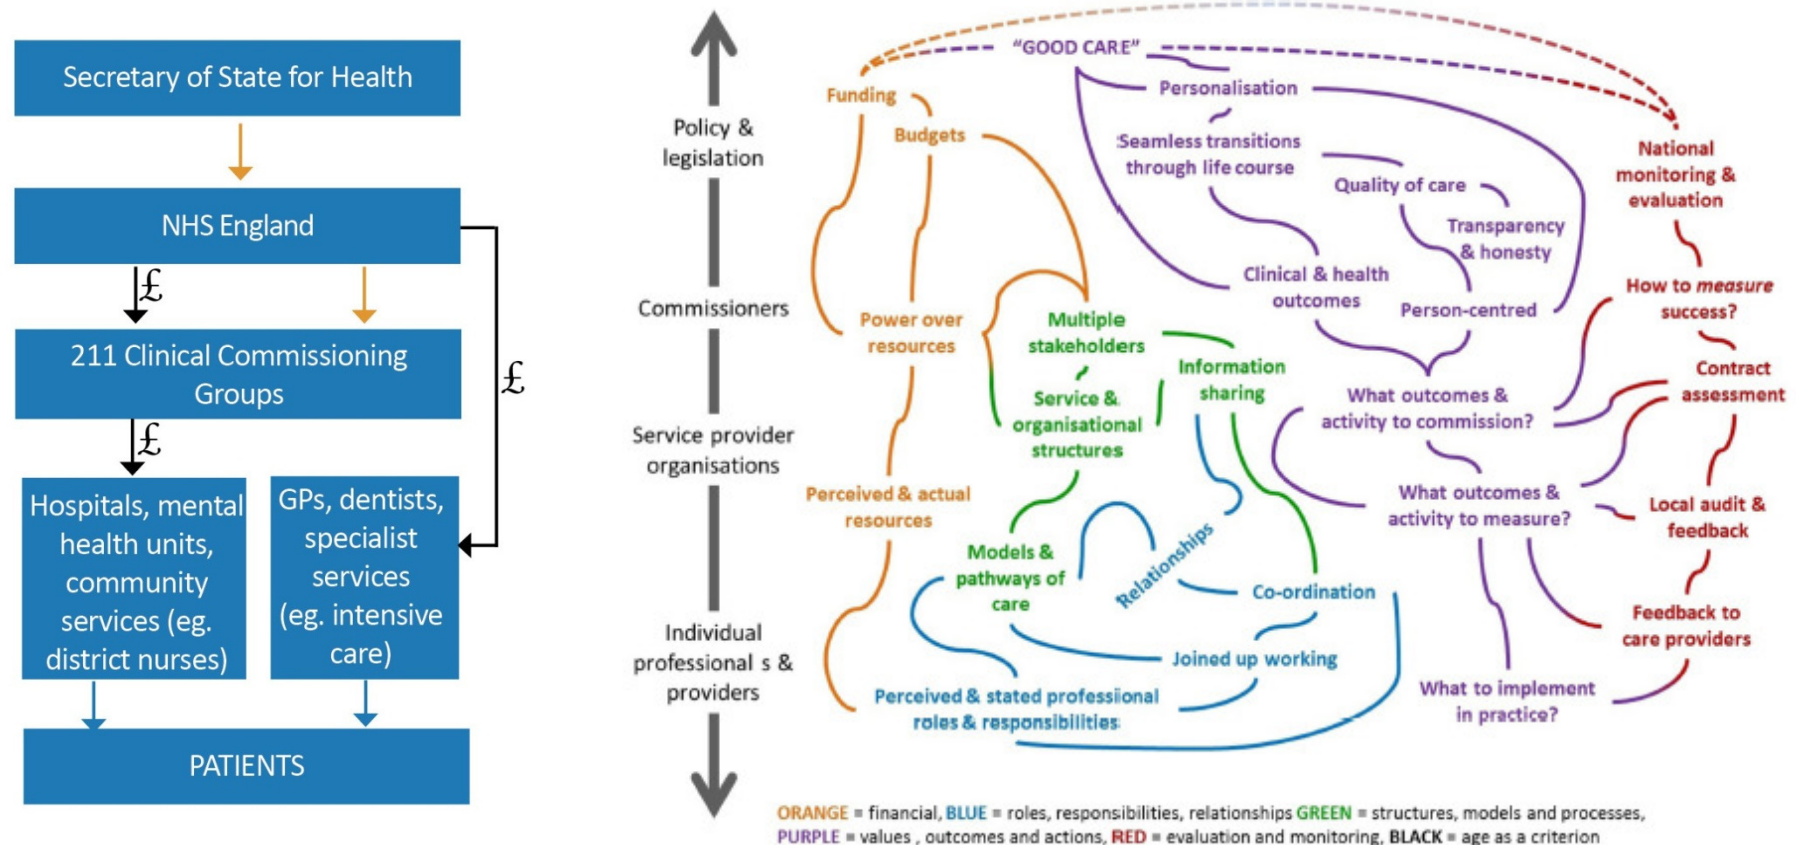 Secretary of State for Health
NHS England
£
£
211 Clinical Commissioning
Groups
£
Hospitals, mental
health units,
community
services (eg.
district nurses)
GPs, dentists,
specialist
services
(eg. intensive
care)
PATIENTS
Policy &
legislation
Commissioners
Service provider
organisations
Individual
professional s &
providers
"GOOD CARE"
Funding
Budgets
Personalisation
Seamless transitions
through life course
Quality of care
Transparency
& honesty
National
monitoring &
evaluation
Clinical & health
outcomes
Person-centred
How to measure
success?
Power over
resources
Multiple
stakeholders
Information
sharing
Service &
organisational
structures
What outcomes &
activity to commission?
Contract
assessment
Perceived & actual
resources
What outcomes &
activity to measure?
Local audit &
feedback
Models &
pathways of
care
Relationships
Co-ordination
Joined up working
Feedback to
care providers
Perceived & stated professional
roles & responsibilities
What to implement
in practice?
ORANGE = financial, BLUE = roles, responsibilities, relationships GREEN = structures, models and processes,
PURPLE = values , outcomes and actions, RED = evaluation and monitoring, BLACK = age as a criterion